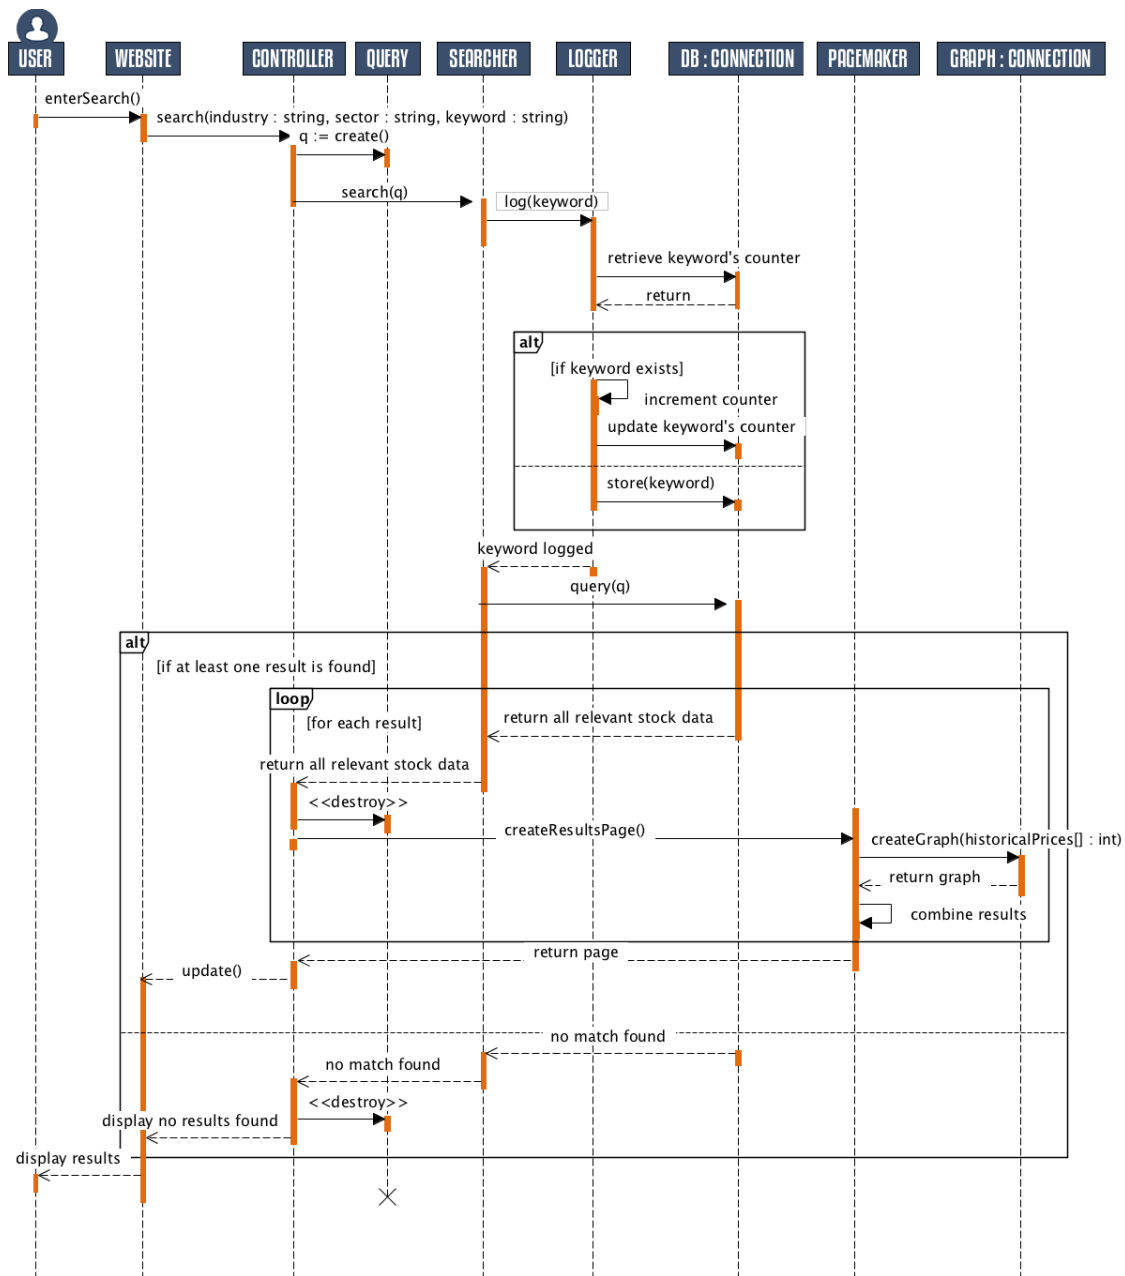 USER
WEBSITE
CONTROLLER
QUERY
SEARCHER
LOGGER
DB : CONNECTION
PAGEMAKER
GRAPH : CONNECTION
enterSearch()
search(industry : string, sector : string, keyword : string)
q := create()
search(q)
log(keyword)
retrieve keyword's counter
return
alt
[if keyword exists]
increment counter
update keyword's counter
store(keyword)
keyword logged
query(q)
alt
[if at least one result is found]
loop
[for each result]
return all relevant stock data
return all relevant stock data
<<destroy>>
createResultsPage()
createGraph(historicalPrices[] : int)
return graph
combine results
return page
update()
no match found
no match found
<<destroy>>
display no results found
display results